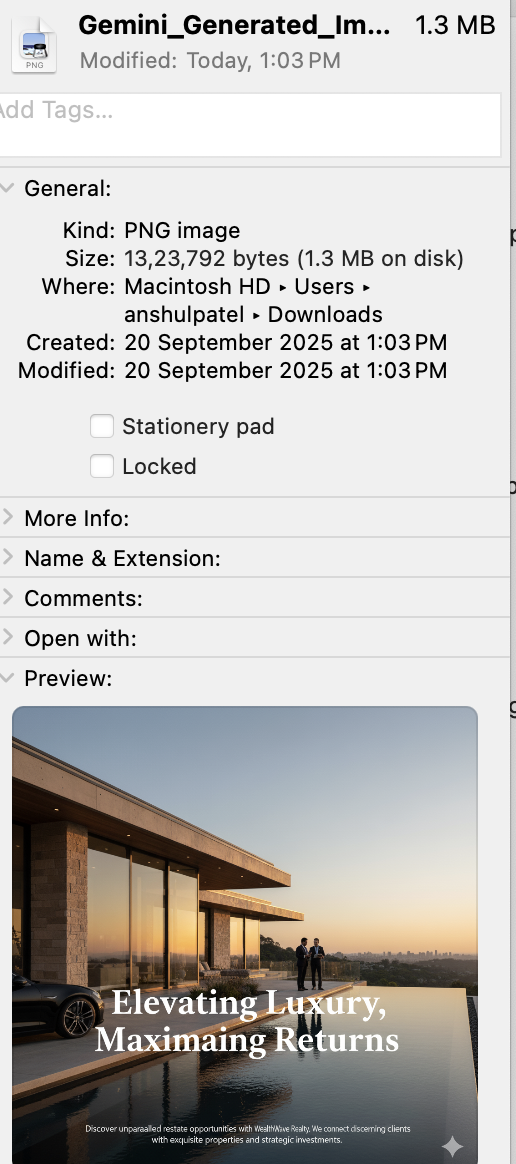 Gemini_Generated_Im... 1.3 MB
Modified: Today, 1:03 PM
PNG
Add Tags...
General:
Kind: PNG image
Size: 13,23,792 bytes (1.3 MB on disk)
Where: Macintosh HD ▸ Users ▸
anshulpatel ▸ Downloads
Created: 20 September 2025 at 1:03 PM
Modified: 20 September 2025 at 1:03 PM
Stationery pad
Locked
More Info:
Name & Extension:
Comments:
Open with:
Preview:
Elevating Luxury,
Maximaing Returns
Discover unparaalled restate opportunities with WealthWave Realty, We connect discerning clients
with exquisite properties and strategic investments.